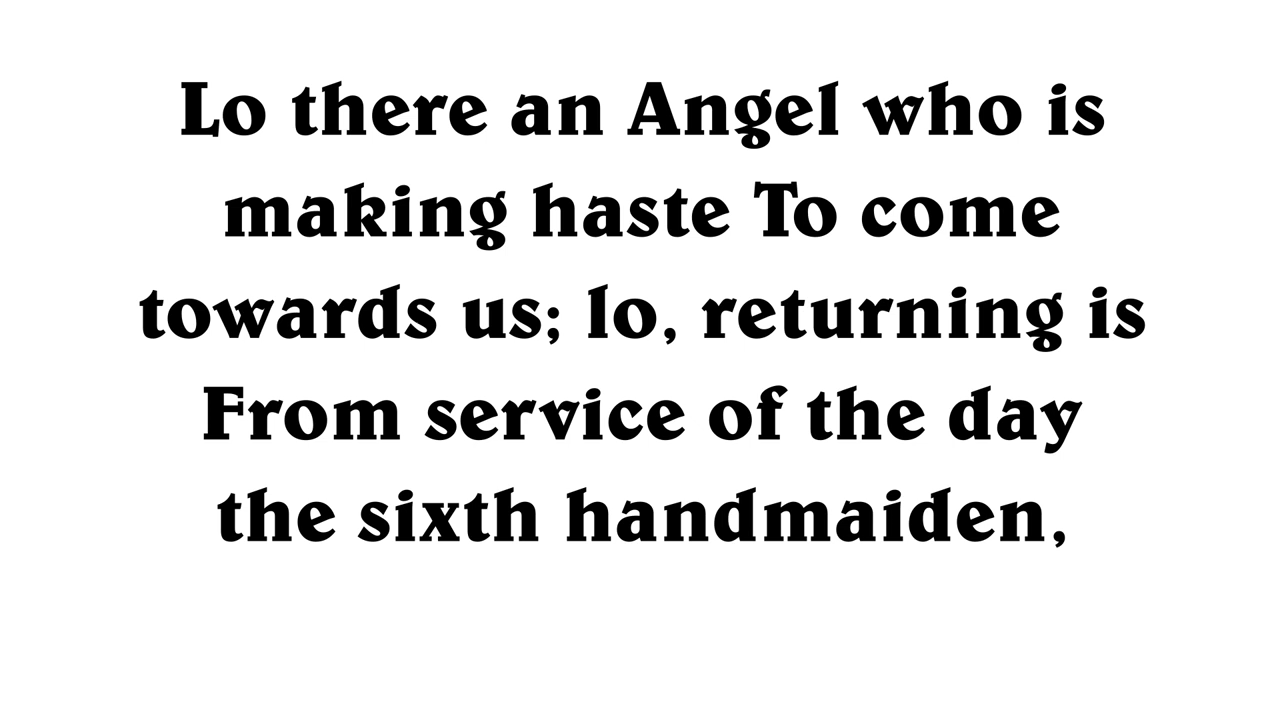 Lo there an Angel who is
making haste To come
towards us; lo, returning is
From service of the day
the sixth handmaiden,